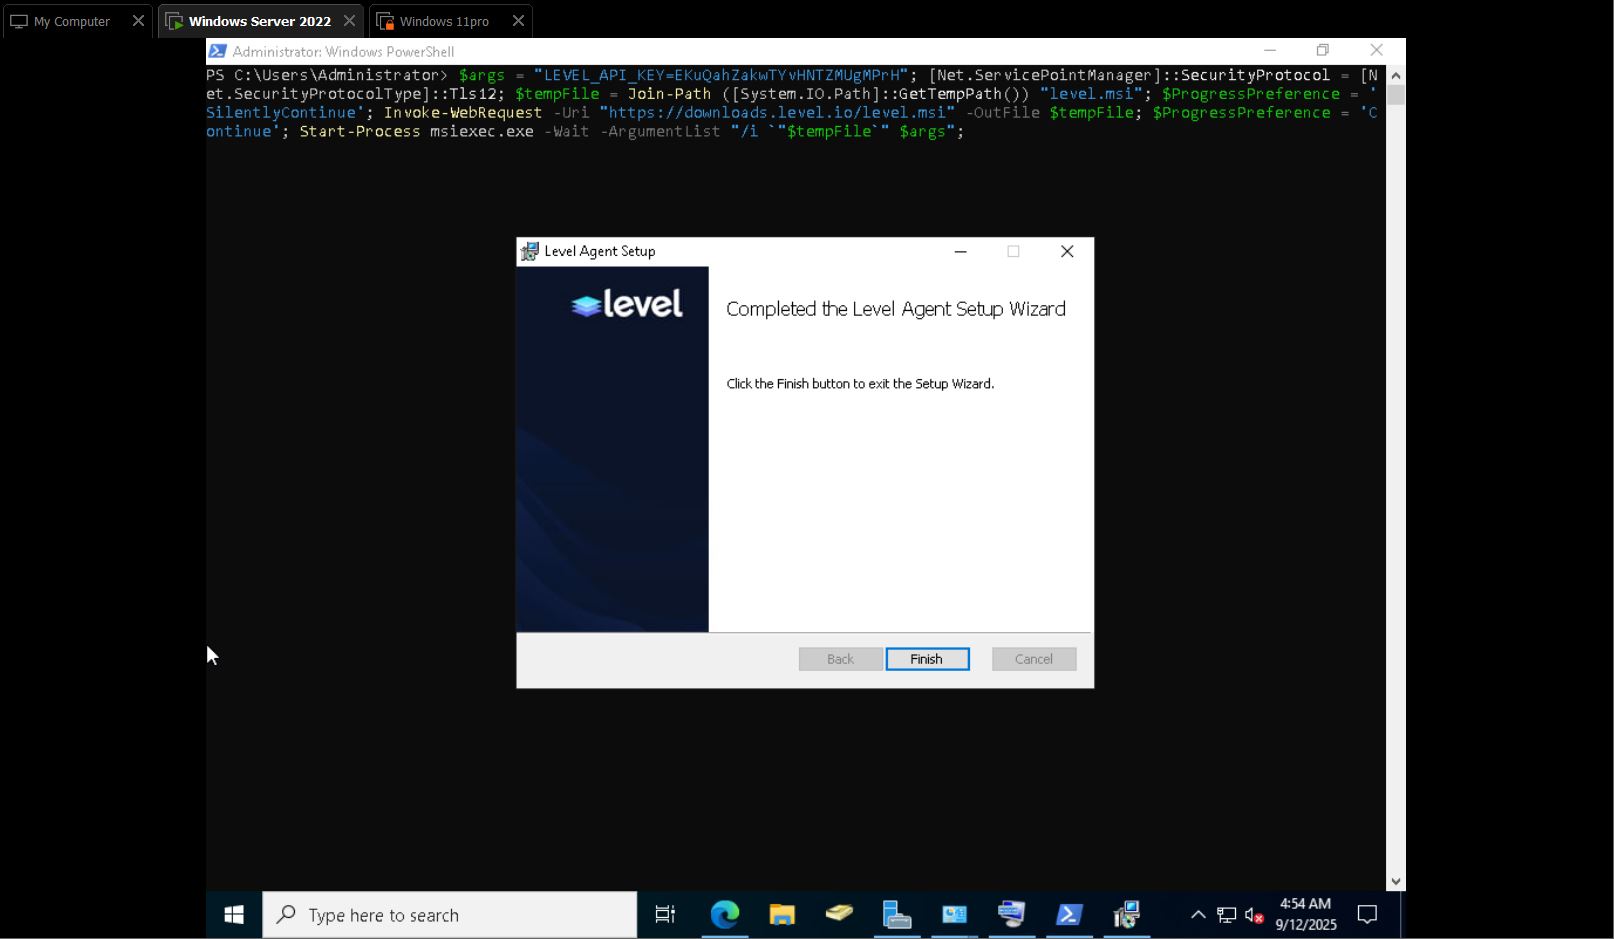 My Computer
Windows Server 2022
Windows 11pro
Administrator: Windows PowerShell
PS C:\Users\Administrator> $args = "LEVEL_API_KEY=EKuQahZakwTYvHNTZMUgMPrH"; [Net.ServicePointManager]::SecurityProtocol = [N
et.SecurityProtocolType]::Tls12; $tempFile = Join-Path ([System.IO.Path]::GetTempPath()) "level.msi"; $ProgressPreference = '
SilentlyContinue'; Invoke-WebRequest -Uri "https://downloads.level.io/level.msi" -OutFile $tempFile; $ProgressPreference = 'C
ontinue'; Start-Process msiexec.exe -Wait -ArgumentList "/i `"$tempFile`" $args";
Level Agent Setup
level
Completed the Level Agent Setup Wizard
Click the Finish button to exit the Setup Wizard.
Back
Finish
Cancel
Type here to search
4:54 AM
9/12/2025